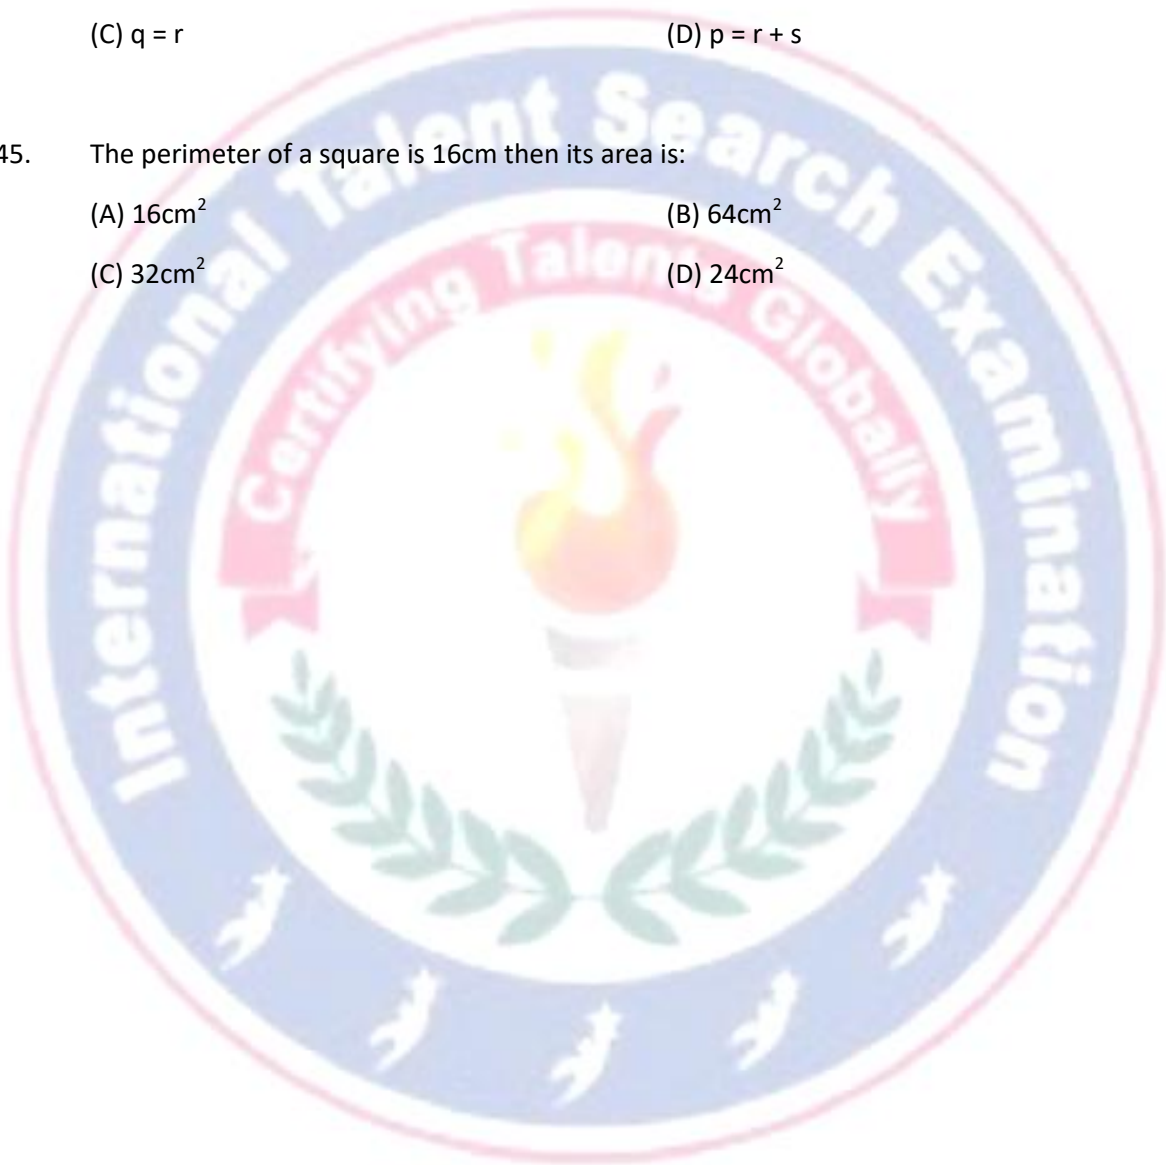 (C) q = r (D) p = r + s
45. The perimeter of a square is 16cm then its area is:
(A) 16cm² (B) 64cm²
(C) 32cm² (D) 24cm²
International Talent Search Examination
Certifying Talents Globally